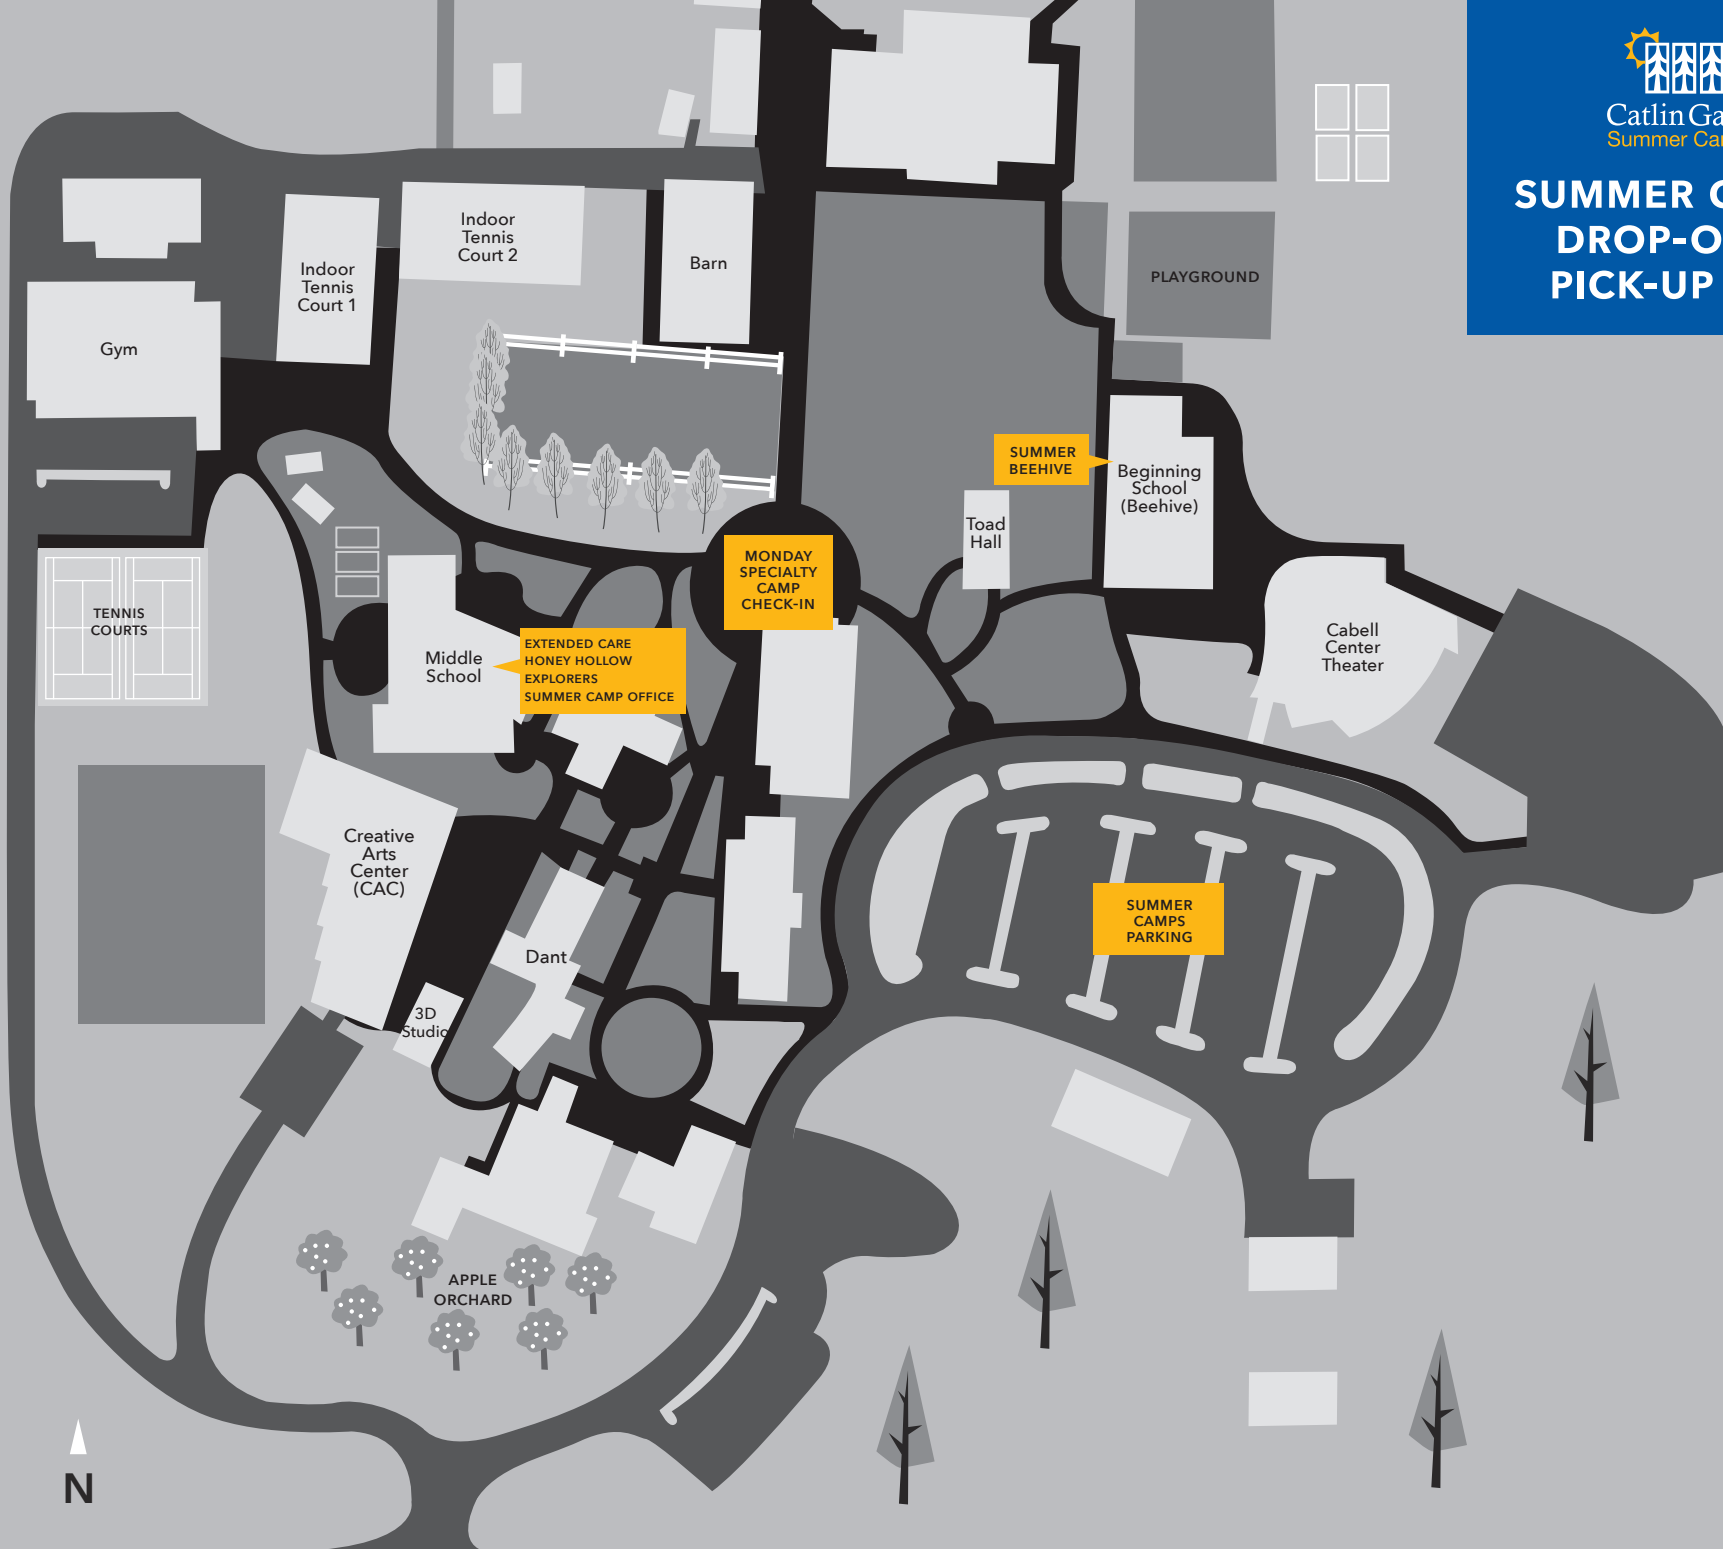 Catlin Ga
Summer Ca
SUMMER
DROP-O
PICK-UP
Indoor
Tennis
Court 2
Indoor
Tennis
Court 1
Barn
PLAYGROUND
Gym
SUMMER
BEEHIVE
Beginning
School
(Beehive)
Toad
Hall
MONDAY
SPECIALTY
CAMP
CHECK-IN
TENNIS
COURTS
EXTENDED CARE
HONEY HOLLOW
EXPLORERS
SUMMER CAMP OFFICE
Middle
School
Cabell
Center
Theater
Creative
Arts
Center
(CAC)
SUMMER
CAMPS
PARKING
Dant
3D
Studio
APPLE
ORCHARD
N